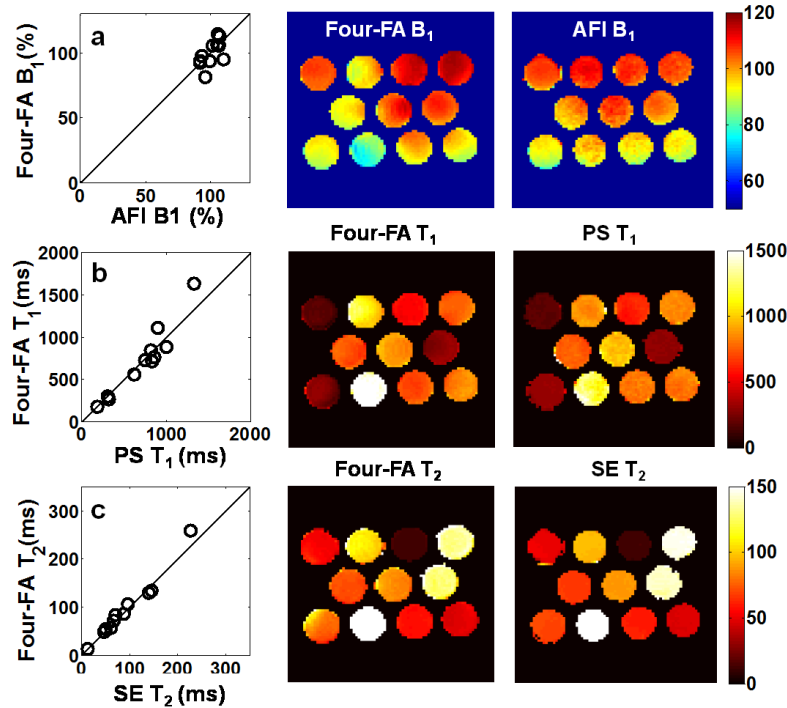 a
Four-FA B₁(%)
100
50
0
0
50
100
AFI B1 (%)
Four-FA B₁
AFI B₁
120
100
80
60
b
Four-FA T₁(ms)
2000
1500
1000
500
0
0
1000
2000
PS T₁ (ms)
Four-FA T₁
PS T₁
1500
1000
500
0
c
Four-FA T₂(ms)
300
200
100
0
0
100
200
300
SE T₂ (ms)
Four-FA T₂
SE T₂
150
100
50
0